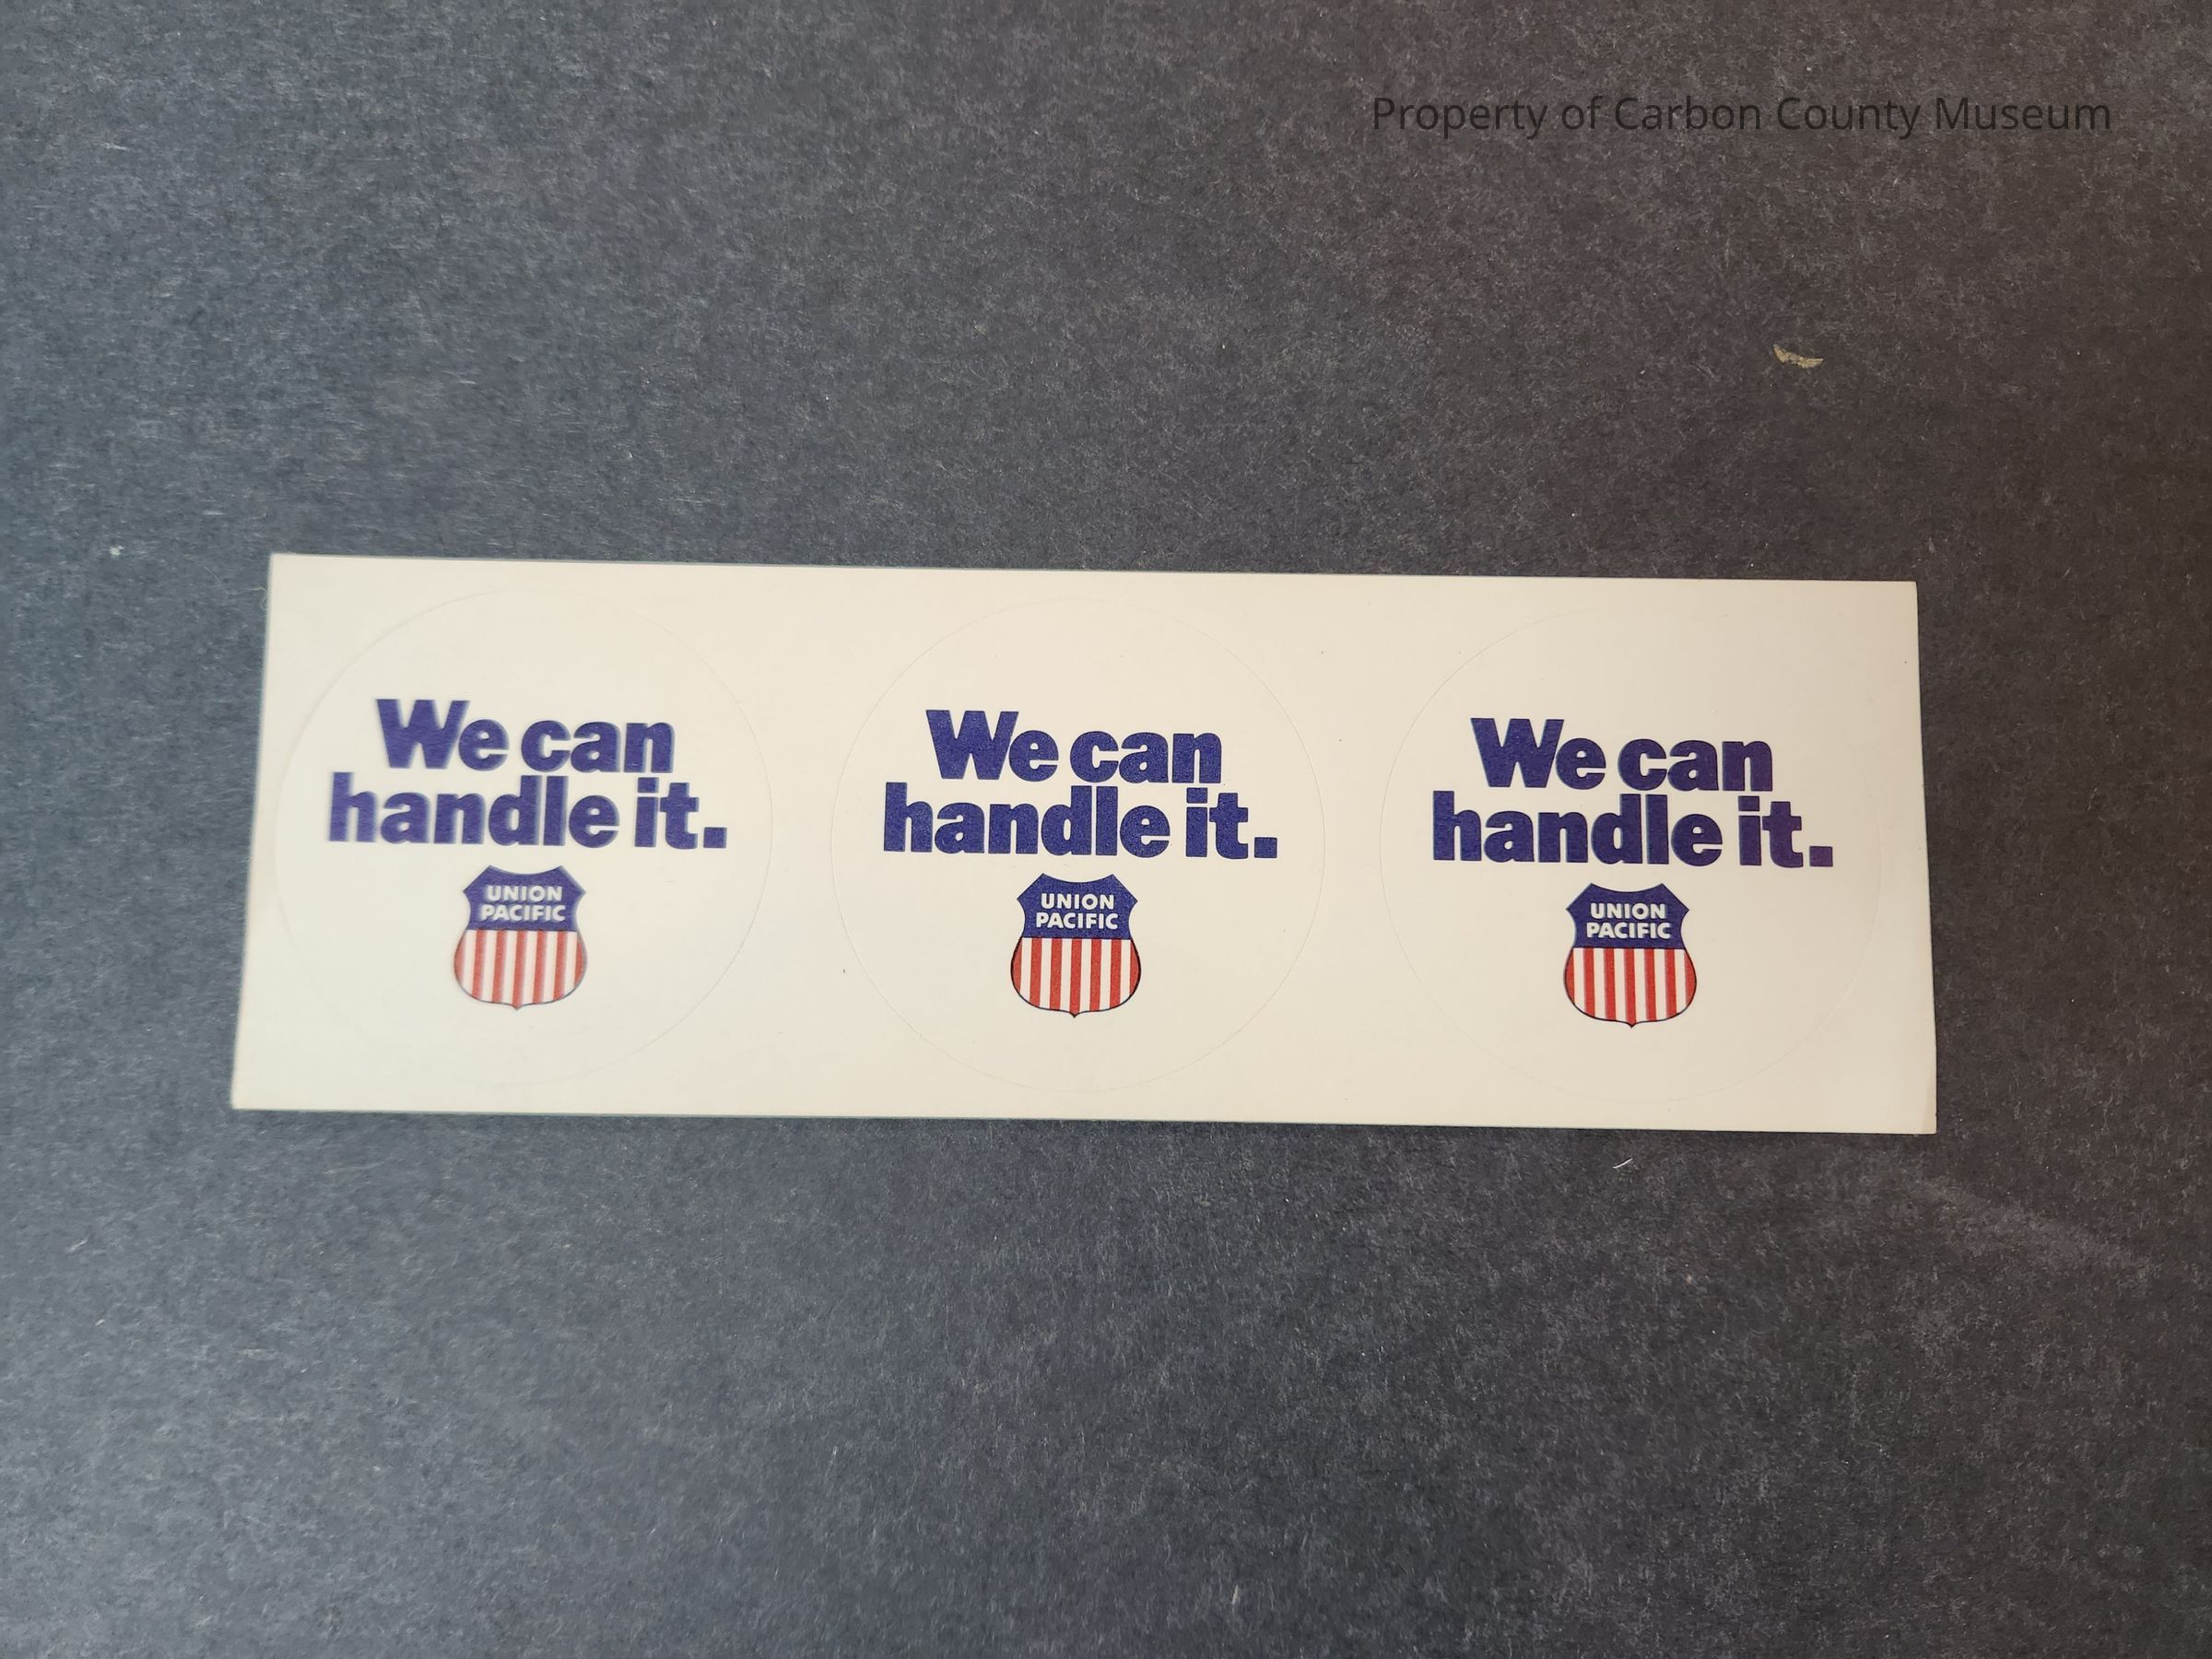 Property of Carbon County Museum
We can
handle it.
UNION
PACIFIC
We can
handle it.
UNION
PACIFIC
We can
handle it.
UNION
PACIFIC